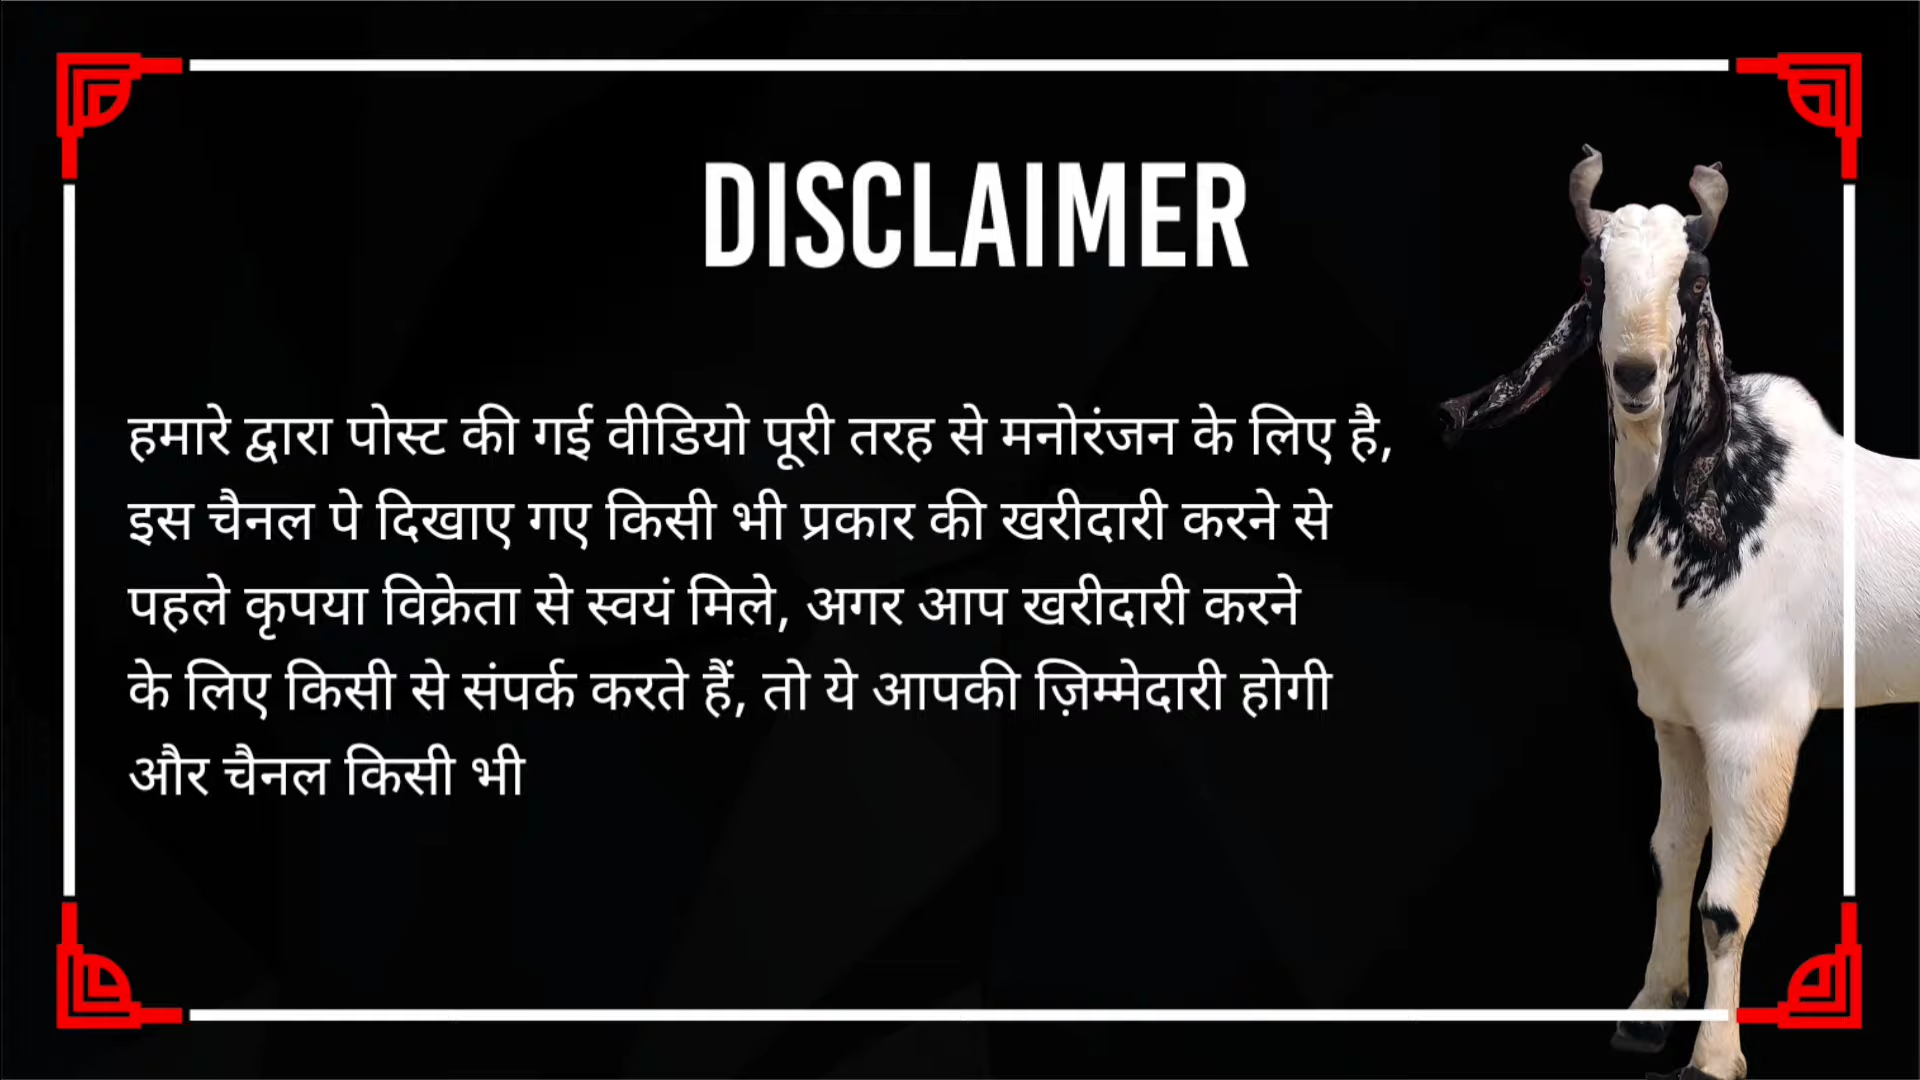 DISCLAIMER
हमारे द्वारा पोस्ट की गई वीडियो पूरी तरह से मनोरंजन के लिए है,
इस चैनल पे दिखाए गए किसी भी प्रकार की खरीदारी करने से
पहले कृपया विक्रेता से स्वयं मिले, अगर आप खरीदारी करने
के लिए किसी से संपर्क करते हैं, तो ये आपकी ज़िम्मेदारी होगी
और चैनल किसी भी